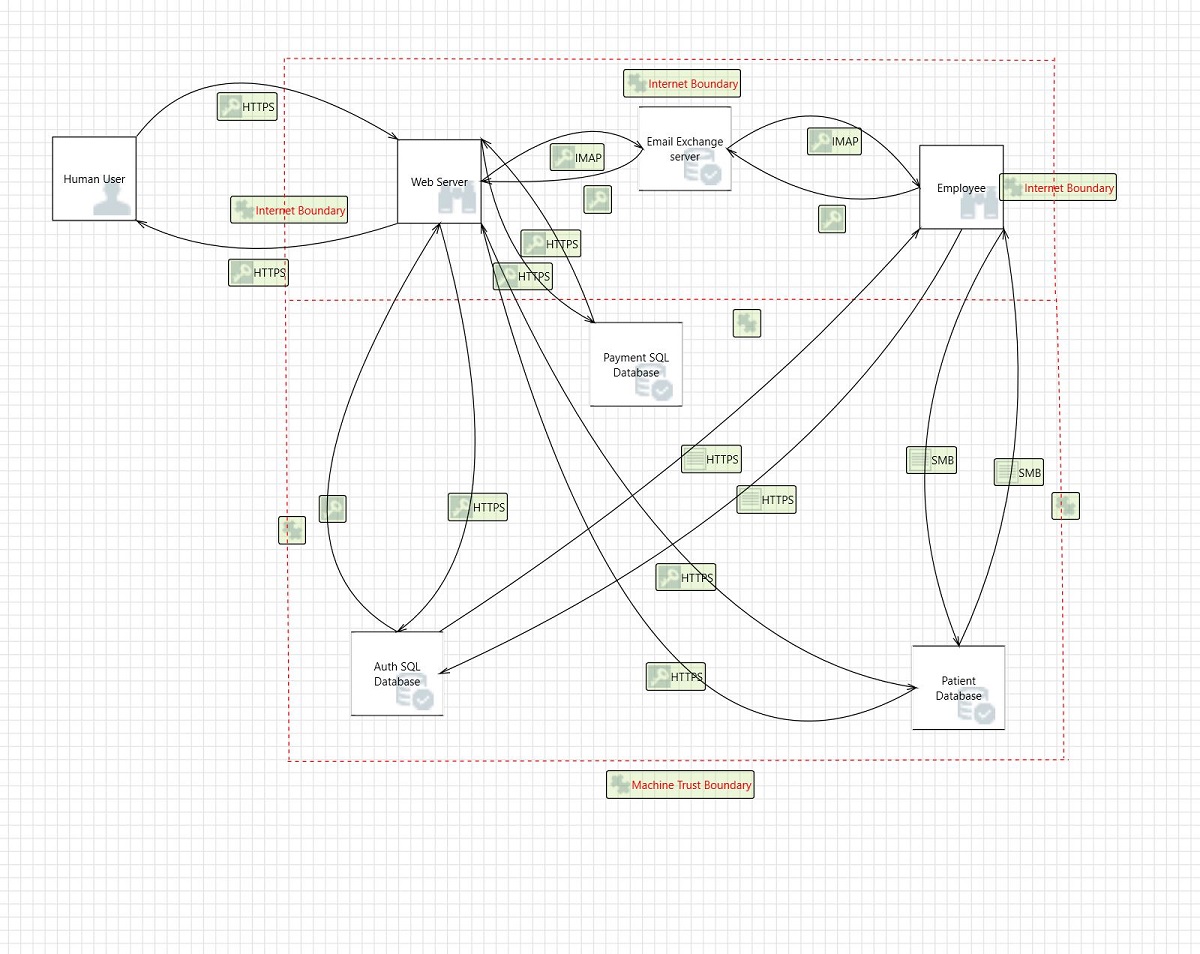 Internet Boundary
HTTPS
Human User
Web Server
IMAP
Email Exchange
server
IMAP
Employee
Internet Boundary
Internet Boundary
HTTPS
HTTPS
HTTPS
Payment SQL
Database
HTTPS
SMB
SMB
HTTPS
HTTPS
HTTPS
Auth SQL
Database
HTTPS
Patient
Database
Machine Trust Boundary